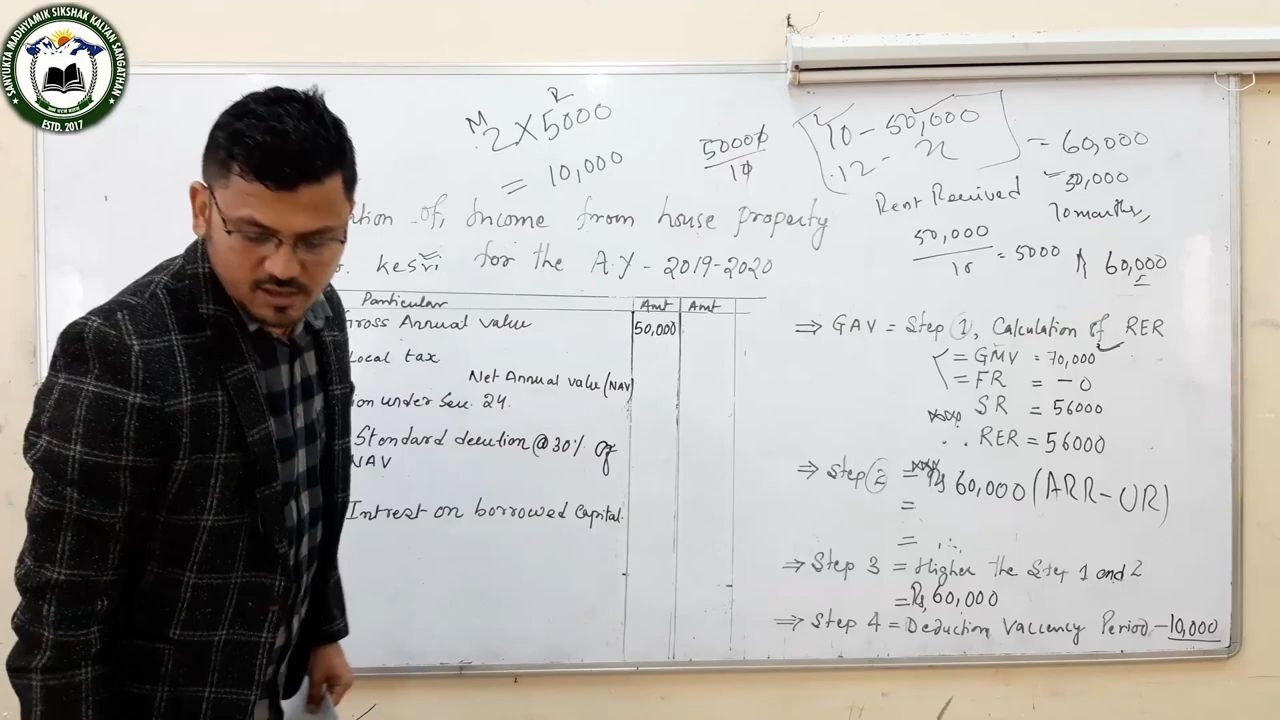 SANYUKTA MADHYAMIK SIKSHAK KALYAN SANGATHAN
ESTD. 2017
M R
2 X 5000
= 10,000
50000
10
10 - 50,000
12 - x
= 60,000
Rent Received = 50,000
10 months,
50,000
10
= 5000
60,000
tion of, Income from house property
r. kesri for the A.Y - 2019-2020
Particular Amt Amt
Gross Annual value 50,000
Local tax
Net Annual value (NAV)
ion under Sec. 24.
Standard decution @ 30% of
NAV
Intrest on borrowed Capital.
⇒ GAV = Step 1, Calculation of RER
= GMV = 70,000
= FR = - 0
SR = 56000
∴ RER = 56000
⇒ Step 2 = Rs 60,000 (ARR-UR)
=
= ∴
⇒ Step 3 = Higher the Step 1 and 2
= Rs, 60,000
⇒ Step 4 = Deduction Vaccency Period - 10,000